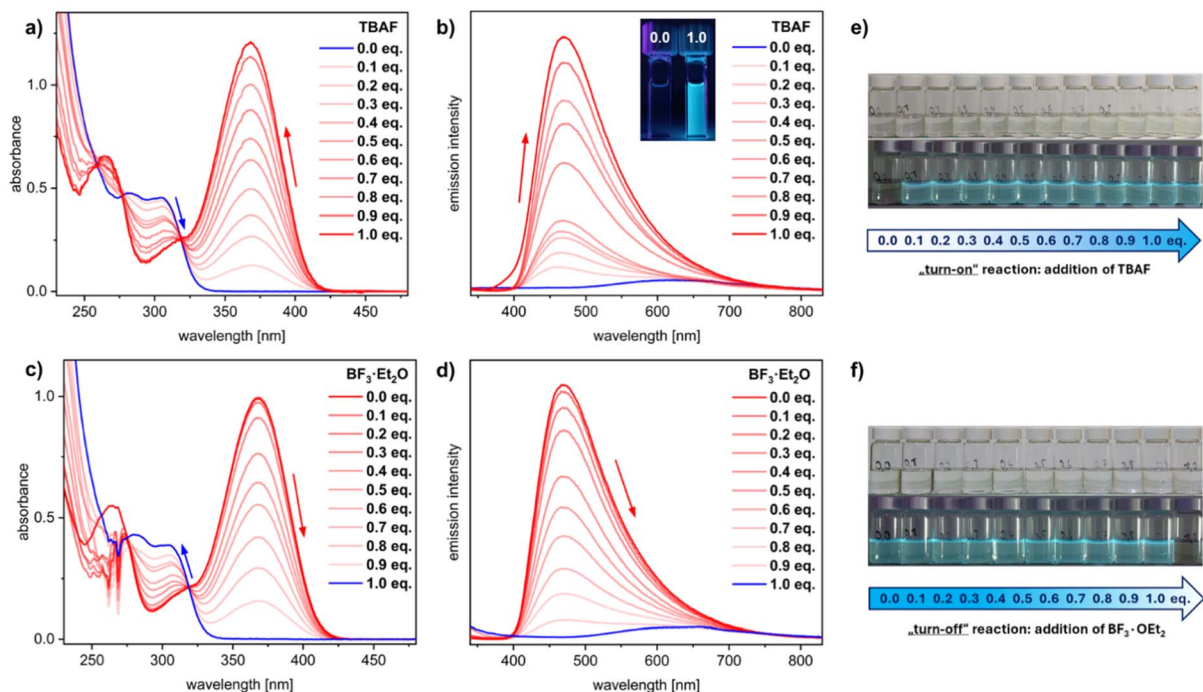 a)
TBAF
0.0 eq.
0.1 eq.
0.2 eq.
0.3 eq.
0.4 eq.
0.5 eq.
0.6 eq.
0.7 eq.
0.8 eq.
0.9 eq.
1.0 eq.
1.0
0.5
0.0
absorbance
250 300 350 400 450
wavelength [nm]
b)
TBAF
0.0 eq.
0.1 eq.
0.2 eq.
0.3 eq.
0.4 eq.
0.5 eq.
0.6 eq.
0.7 eq.
0.8 eq.
0.9 eq.
1.0 eq.
0.0 1.0
emission intensity
400 500 600 700 800
wavelength [nm]
e)
0.0 0.1 0.2 0.3 0.4 0.5 0.6 0.7 0.8 0.9 1.0 eq.
„turn-on“ reaction: addition of TBAF
c)
BF₃·Et₂O
0.0 eq.
0.1 eq.
0.2 eq.
0.3 eq.
0.4 eq.
0.5 eq.
0.6 eq.
0.7 eq.
0.8 eq.
0.9 eq.
1.0 eq.
1.0
0.5
0.0
absorbance
250 300 350 400 450
wavelength [nm]
d)
BF₃·Et₂O
0.0 eq.
0.1 eq.
0.2 eq.
0.3 eq.
0.4 eq.
0.5 eq.
0.6 eq.
0.7 eq.
0.8 eq.
0.9 eq.
1.0 eq.
emission intensity
400 500 600 700 800
wavelength [nm]
f)
0.0 0.1 0.2 0.3 0.4 0.5 0.6 0.7 0.8 0.9 1.0 eq.
„turn-off“ reaction: addition of BF₃·OEt₂